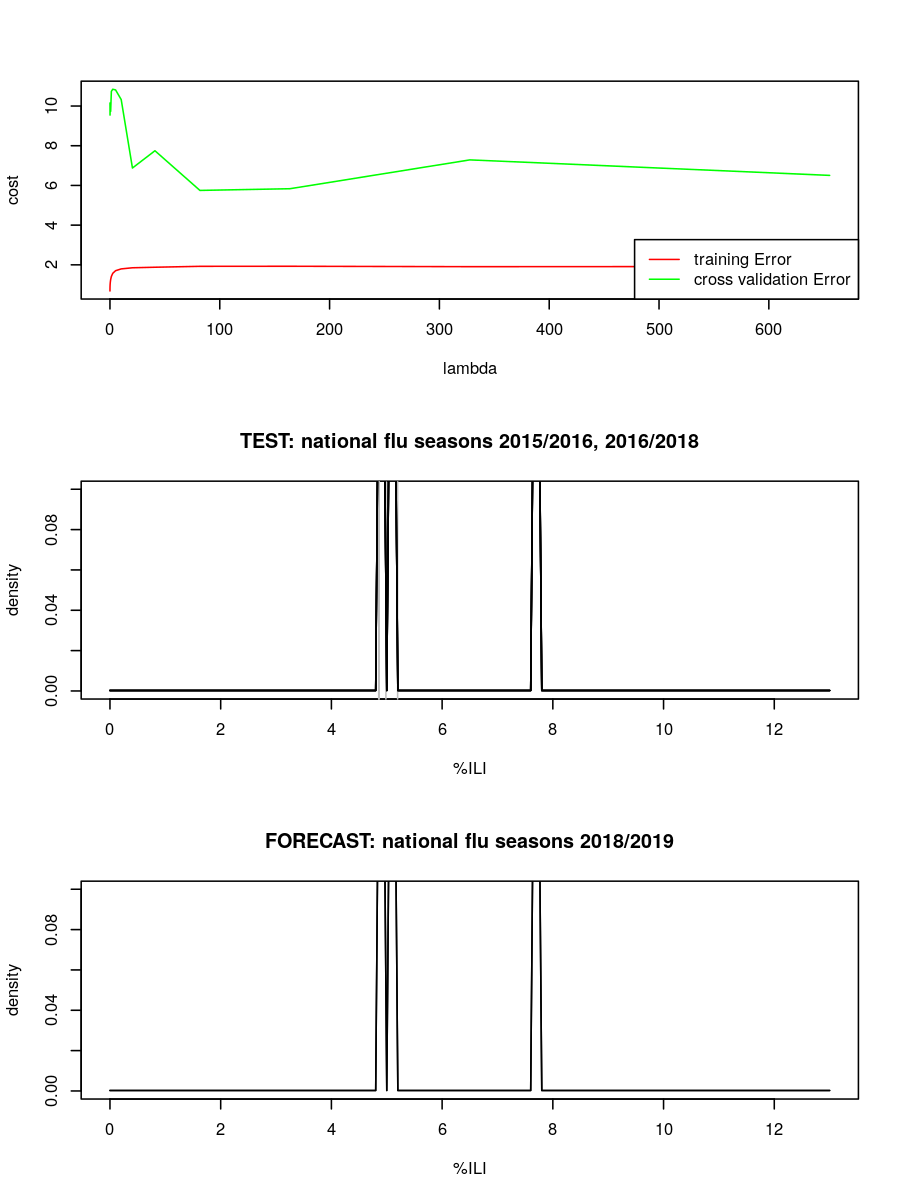 10
8
6
4
2
cost
training Error
cross validation Error
0 100 200 300 400 500 600
lambda
TEST: national flu seasons 2015/2016, 2016/2018
0.08
0.04
0.00
density
0 2 4 6 8 10 12
%ILI
FORECAST: national flu seasons 2018/2019
0.08
0.04
0.00
density
0 2 4 6 8 10 12
%ILI